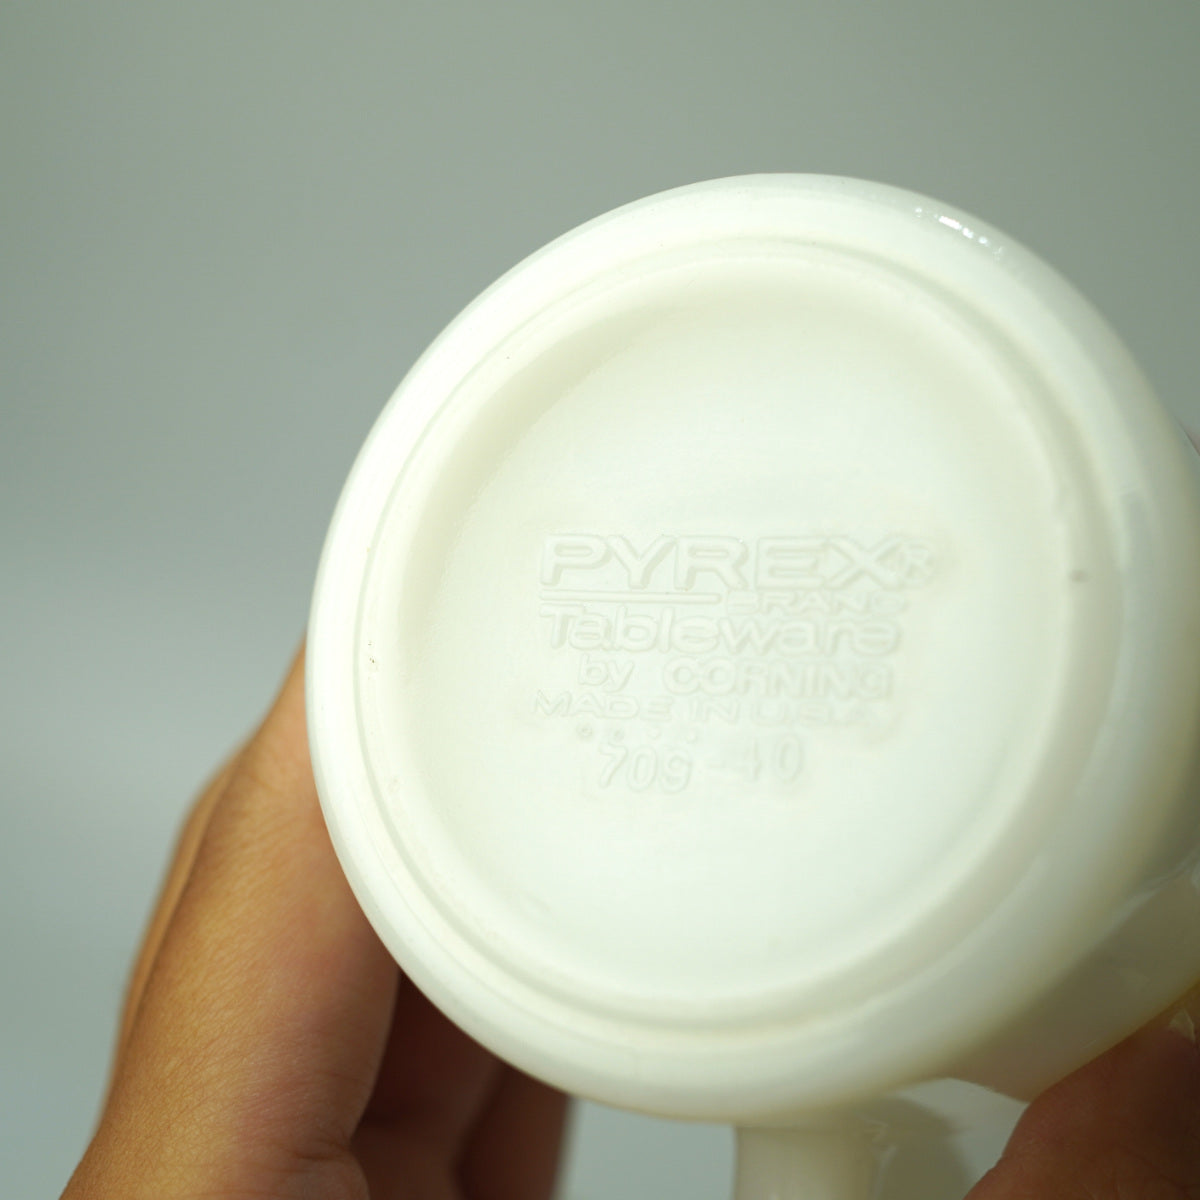 PYREX®
BRAND
Tableware
by CORNING
MADE IN U.S.A.
709 -40